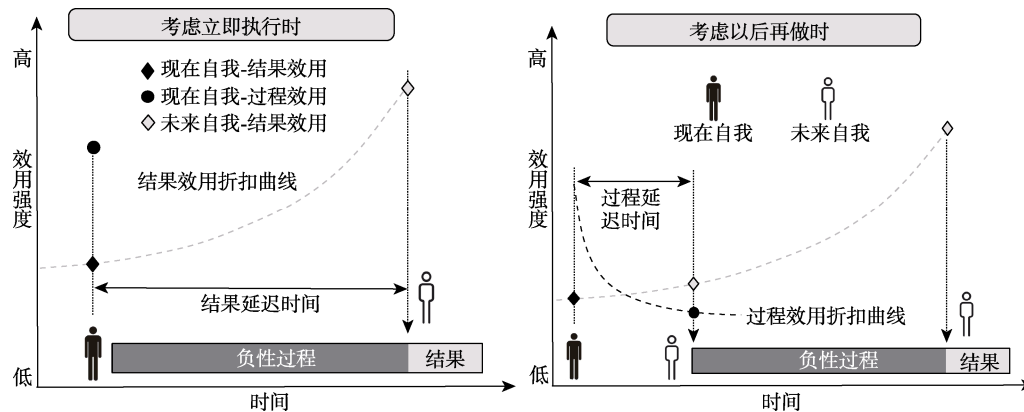 考虑立即执行时
高
现在自我-结果效用
现在自我-过程效用
未来自我-结果效用
效用强度
结果效用折扣曲线
结果延迟时间
负性过程
结果
低
时间
考虑以后再做时
高
现在自我
未来自我
效用强度
过程延
迟时间
过程效用折扣曲线
负性过程
结果
低
时间